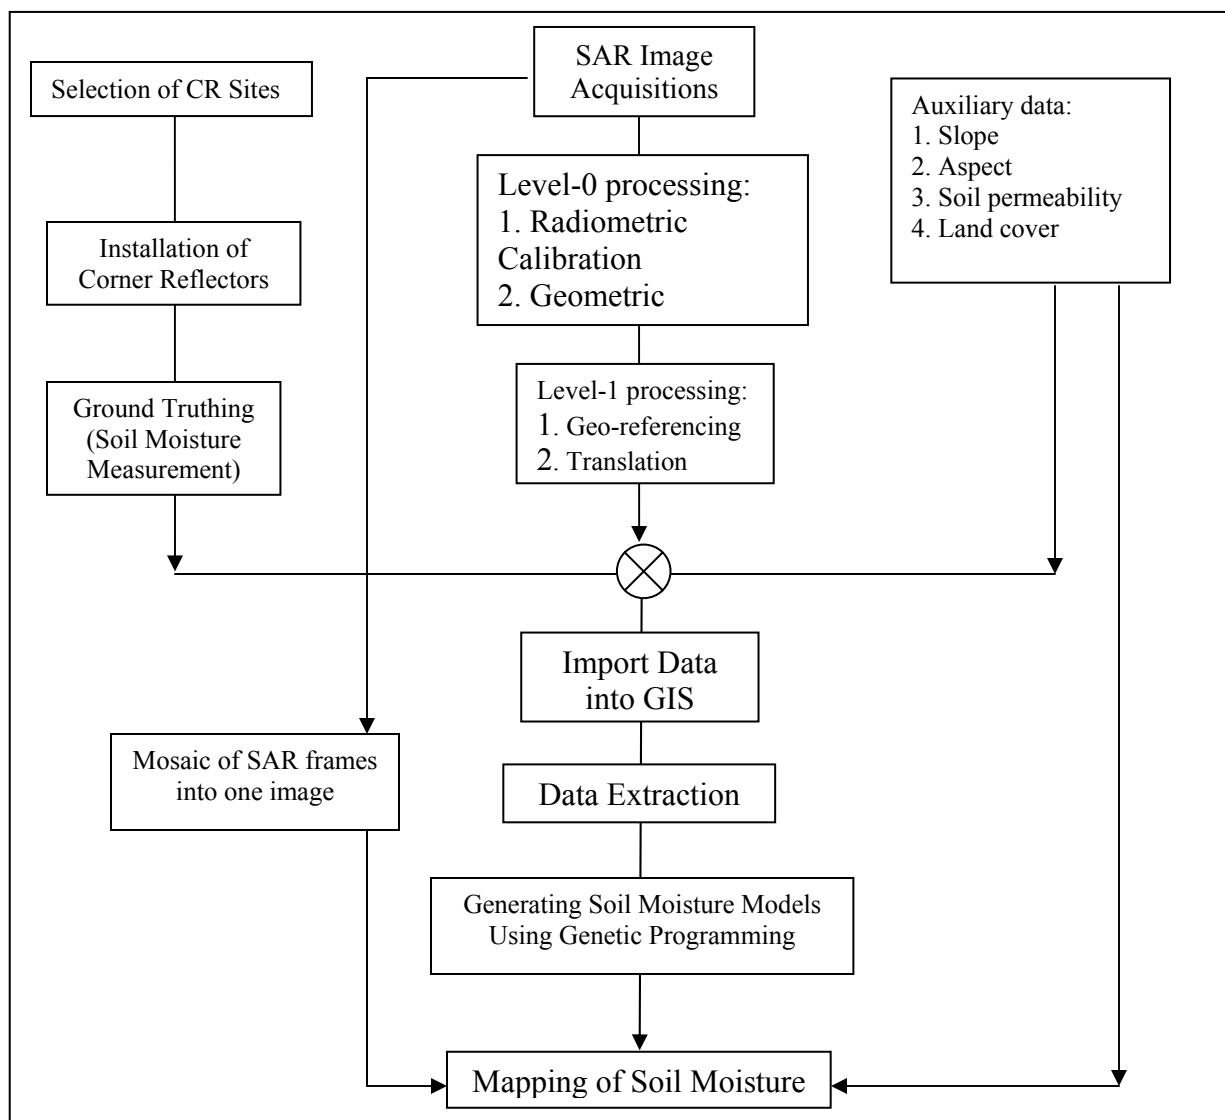 Selection of CR Sites
SAR Image
Acquisitions
Auxiliary data:
1. Slope
2. Aspect
3. Soil permeability
4. Land cover
Level-0 processing:
1. Radiometric
Calibration
2. Geometric
Installation of
Corner Reflectors
Level-1 processing:
1. Geo-referencing
2. Translation
Ground Truthing
(Soil Moisture
Measurement)
Import Data
into GIS
Mosaic of SAR frames
into one image
Data Extraction
Generating Soil Moisture Models
Using Genetic Programming
Mapping of Soil Moisture